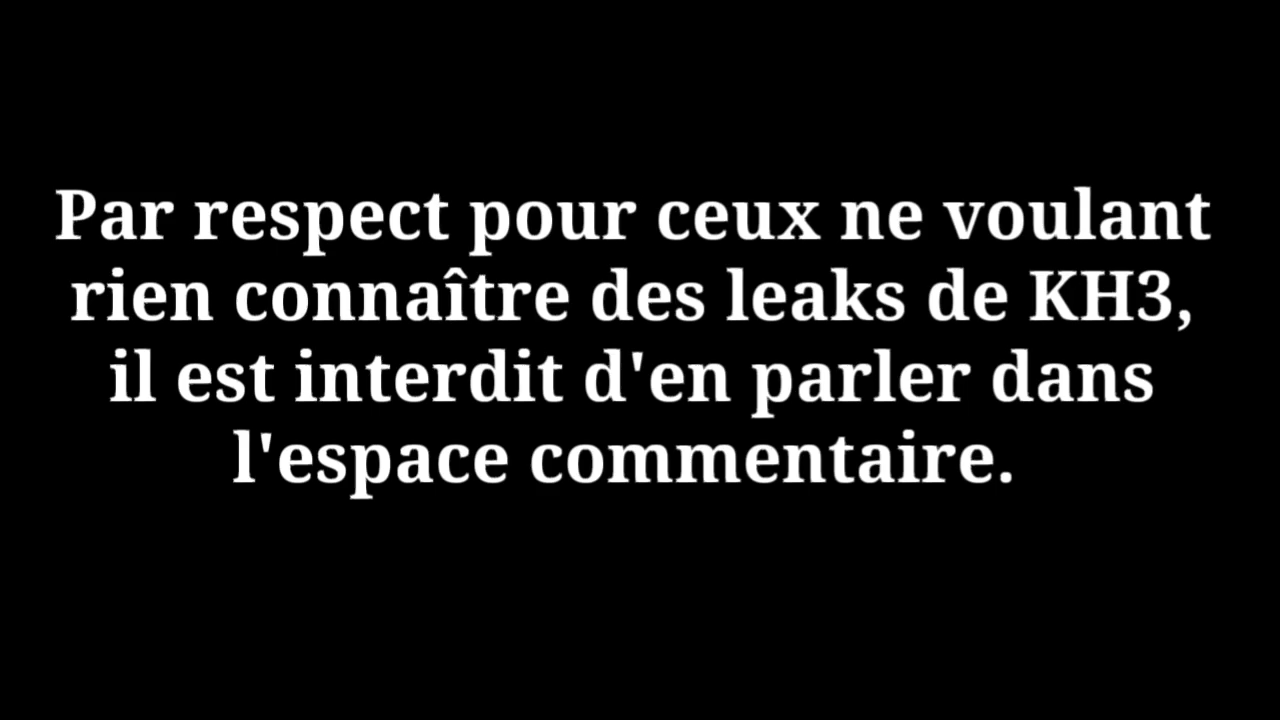 Par respect pour ceux ne voulant
rien connaître des leaks de KH3,
il est interdit d'en parler dans
l'espace commentaire.